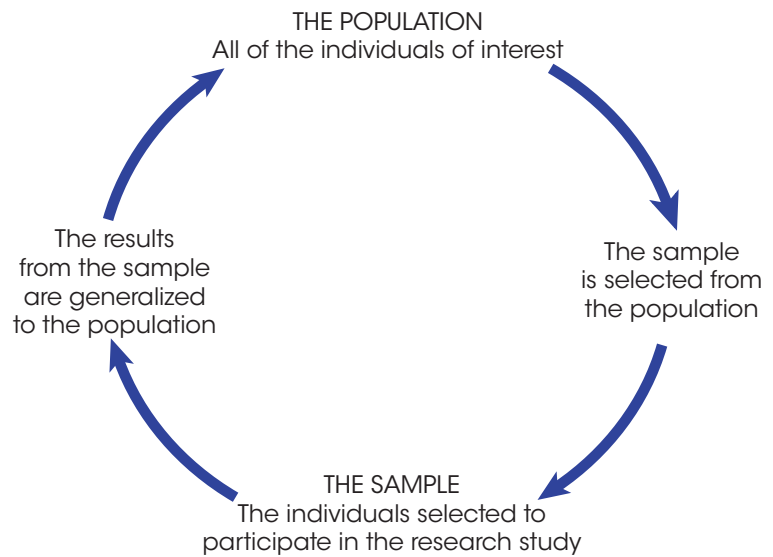 THE POPULATION
All of the individuals of interest
The sample
is selected from
the population
THE SAMPLE
The individuals selected to
participate in the research study
The results
from the sample
are generalized
to the population